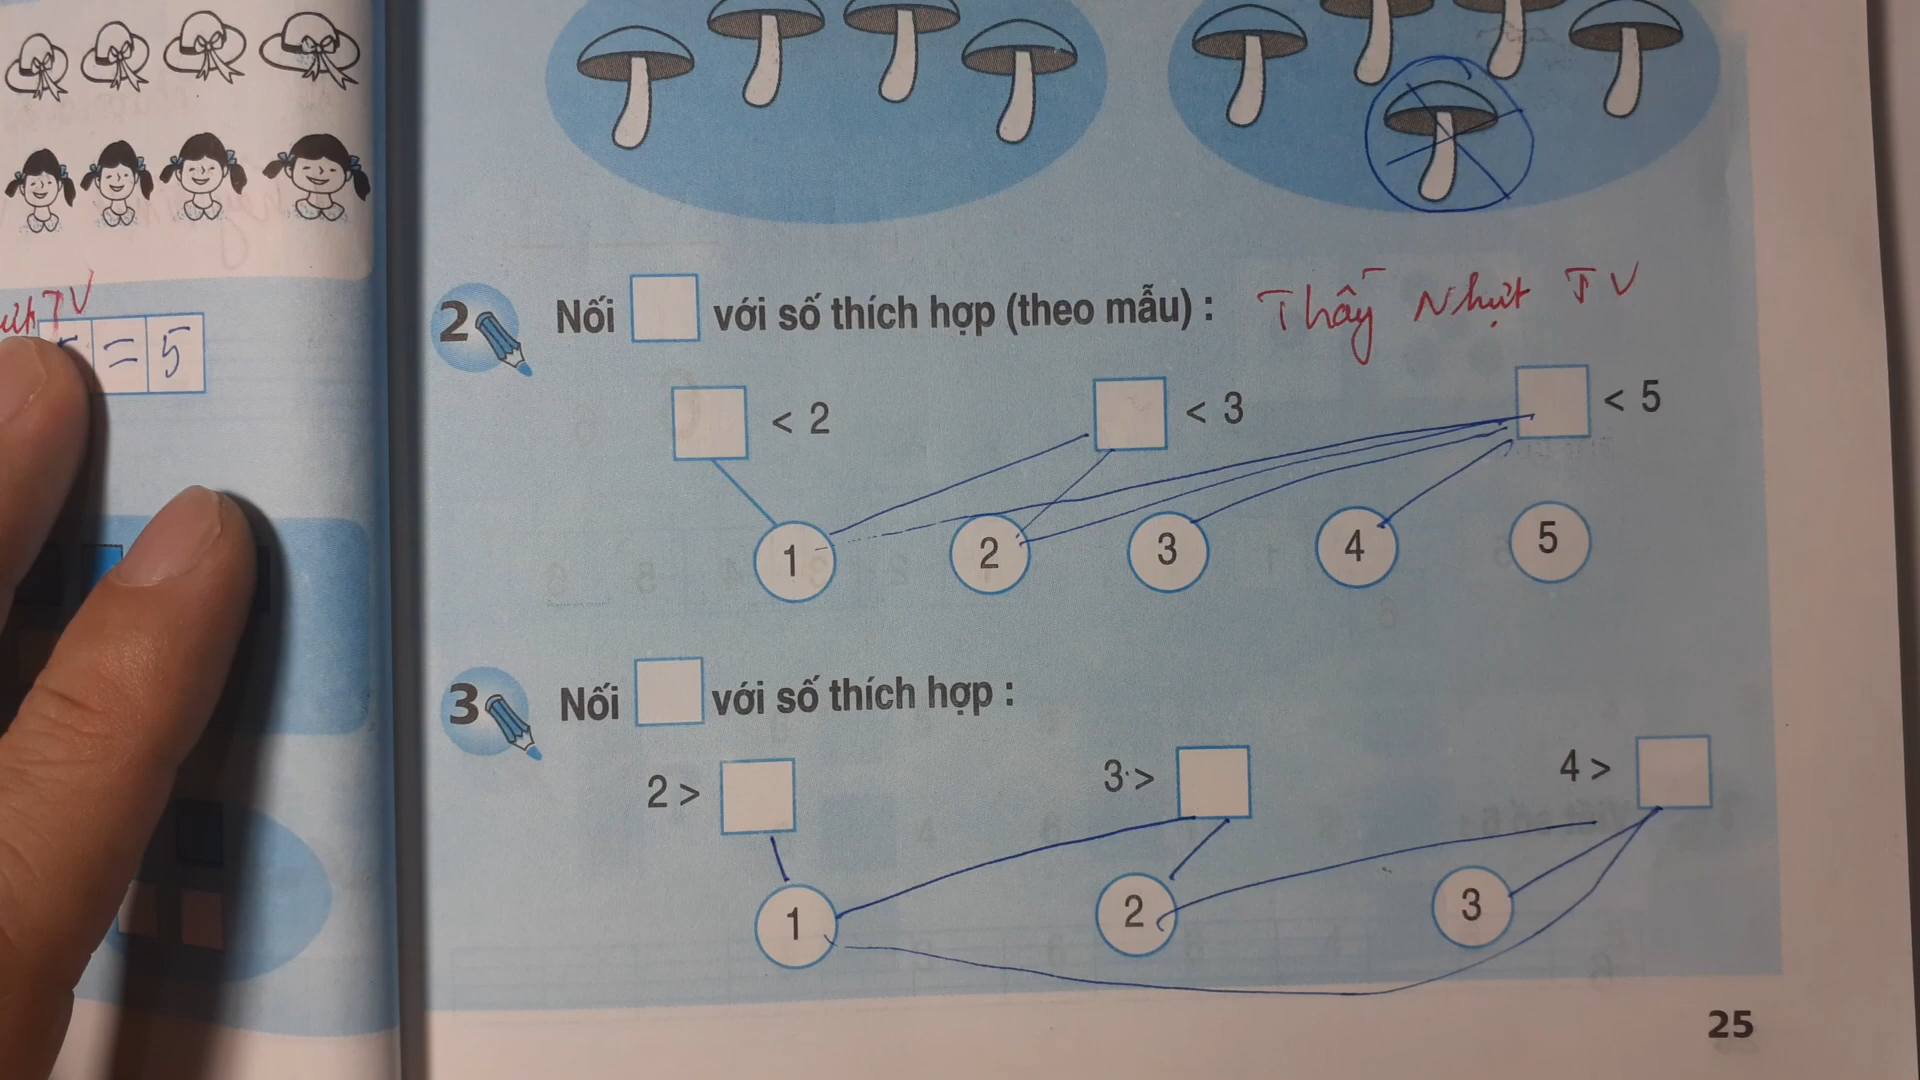 2 Nối □ với số thích hợp (theo mẫu) : Thầy Nhựt TV
= 5
□ < 2 □ < 3 □ < 5
1 2 3 4 5
3 Nối □ với số thích hợp :
2 > □ 3 > □ 4 > □
1 2 3
25